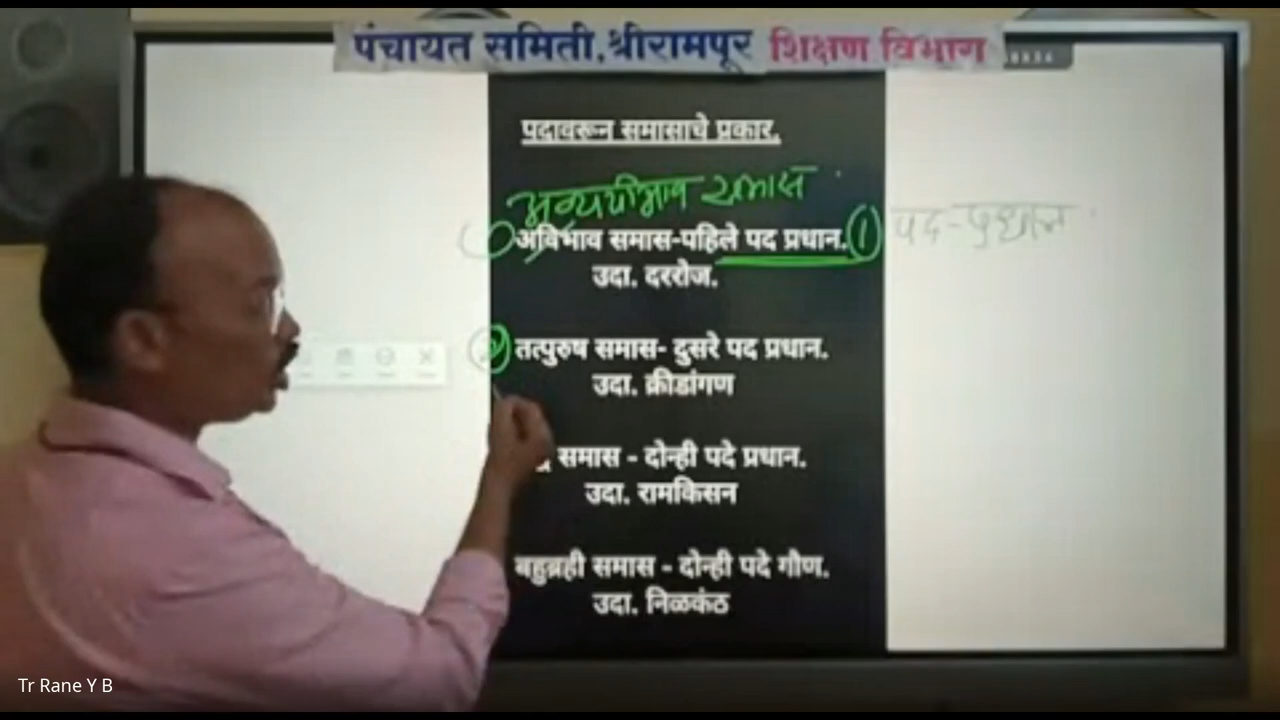 पंचायत समिती.श्रीरामपूर शिक्षण विभाग
पदावरून समासाचे प्रकार.
अव्ययीभाव समास
अविभाव समास-पहिले पद प्रधान. 1 पद-प्रधान
उदा. दररोज.
तत्पुरुष समास- दुसरे पद प्रधान.
उदा. क्रीडांगण
समास - दोन्ही पदे प्रधान.
उदा. रामकिसन
बहुब्रही समास - दोन्ही पदे गौण.
उदा. निळकंठ
Tr Rane Y B